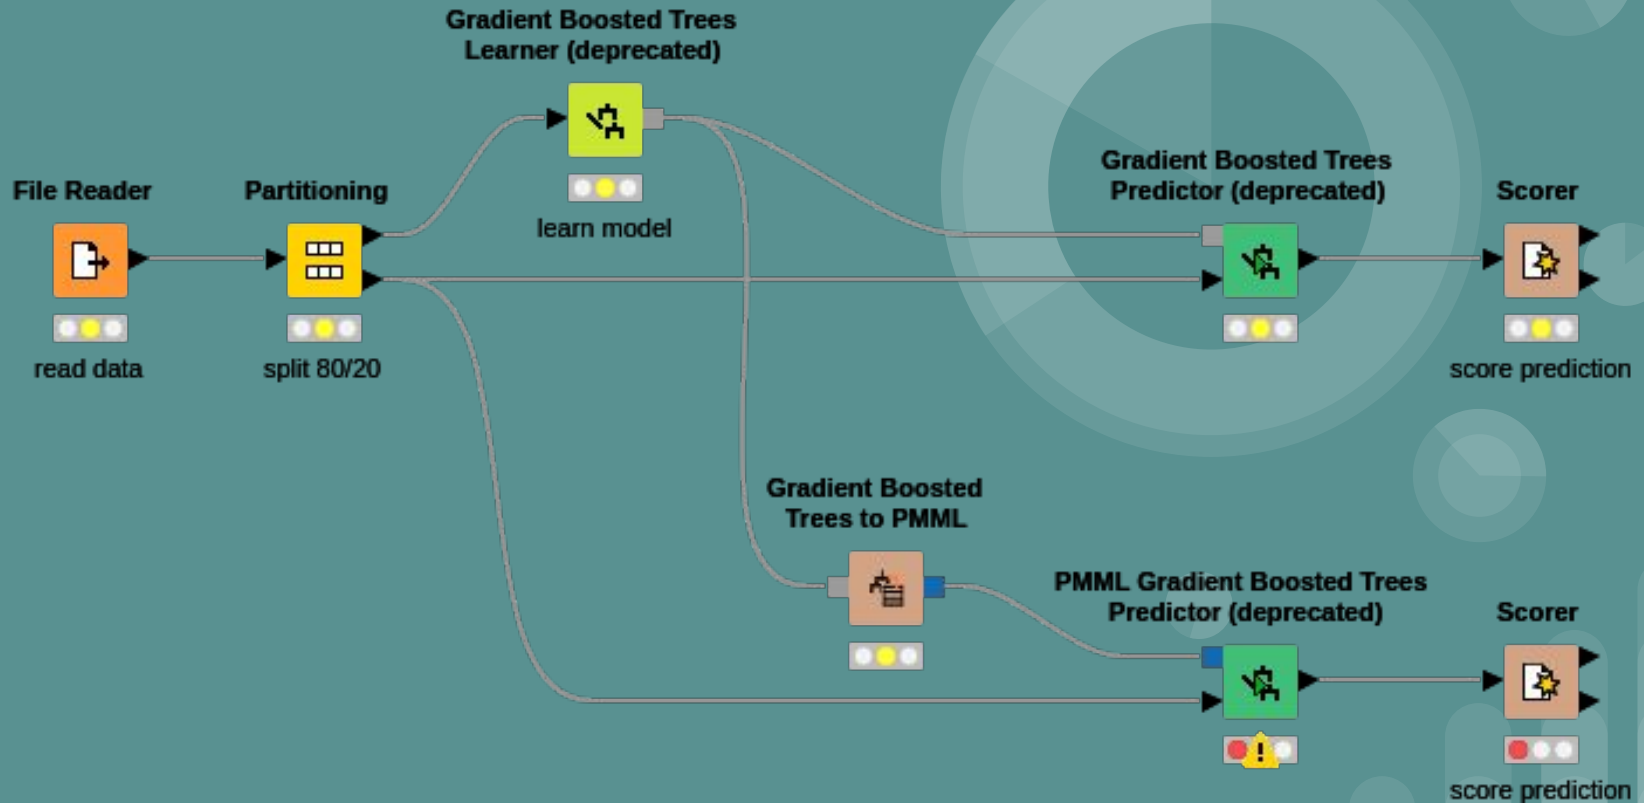 Gradient Boosted Trees
Learner (deprecated)
learn model
File Reader
read data
Partitioning
split 80/20
Gradient Boosted Trees
Predictor (deprecated)
Scorer
score prediction
Gradient Boosted
Trees to PMML
PMML Gradient Boosted Trees
Predictor (deprecated)
!
Scorer
score prediction